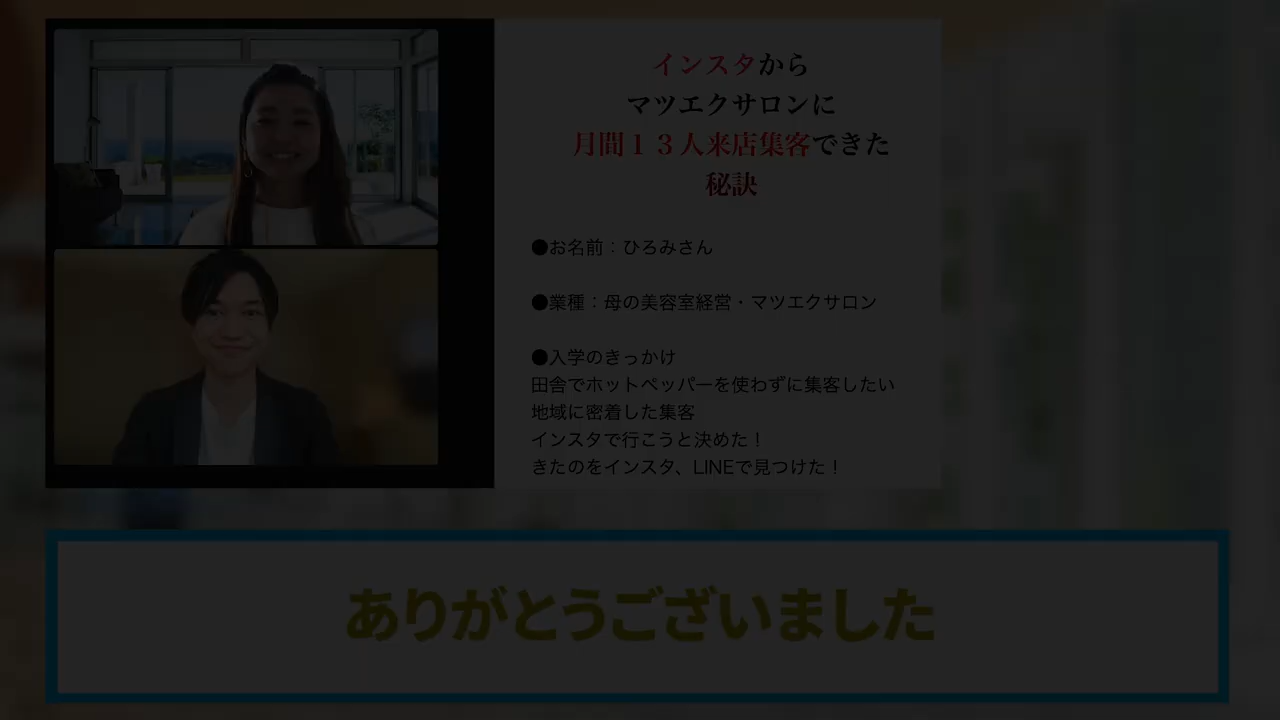 インスタから
マツエクサロンに
月間１３人来店集客できた
秘訣
●お名前：ひろみさん
●業種：母の美容室経営・マツエクサロン
●入学のきっかけ
田舎でホットペッパーを使わずに集客したい
地域に密着した集客
インスタで行こうと決めた！
きたのをインスタ、LINEで見つけた！
ありがとうございました